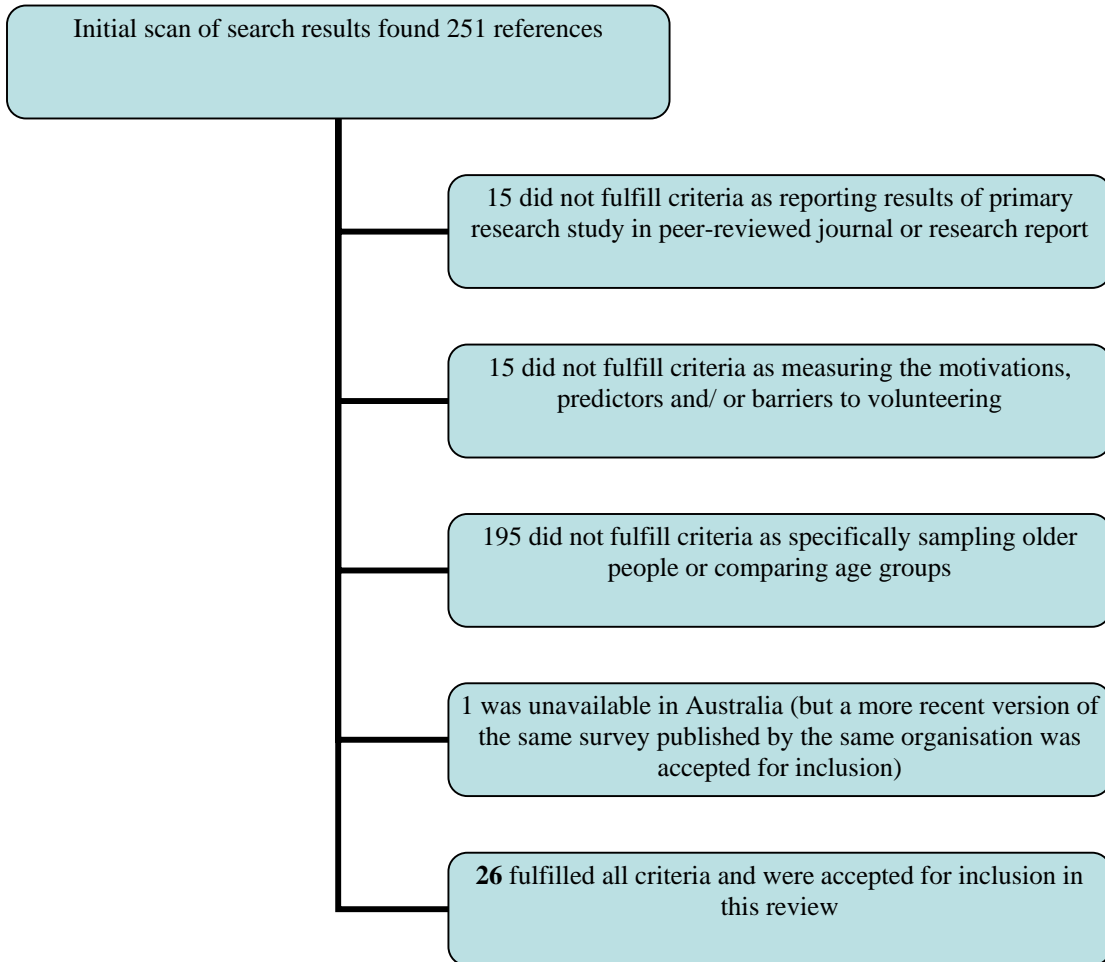 Initial scan of search results found 251 references
15 did not fulfill criteria as reporting results of primary
research study in peer-reviewed journal or research report
15 did not fulfill criteria as measuring the motivations,
predictors and/ or barriers to volunteering
195 did not fulfill criteria as specifically sampling older
people or comparing age groups
1 was unavailable in Australia (but a more recent version of
the same survey published by the same organisation was
accepted for inclusion)
26 fulfilled all criteria and were accepted for inclusion in
this review